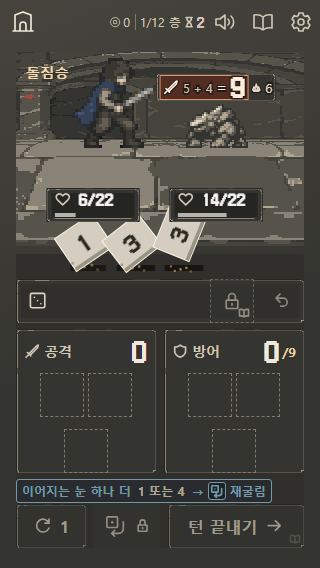 0 1/12 층 2
돌짐승
5 + 4 = 9 6
6/22 14/22
1 3 3
공격 0 방어 0/9
이어지는 눈 하나 더 1 또는 4 → 재굴림
1 턴 끝내기 →